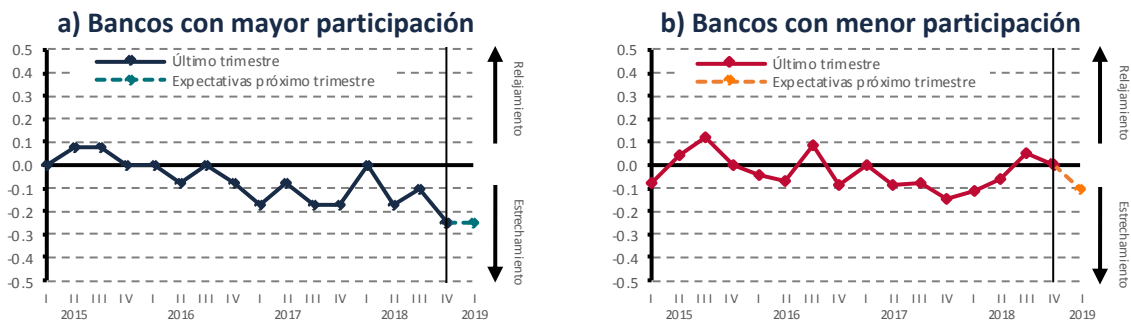 a) Bancos con mayor participación
0.5
0.4
0.3
0.2
0.1
0.0
-0.1
-0.2
-0.3
-0.4
-0.5
Último trimestre
Expectativas próximo trimestre
I II III IV I II III IV I II III IV I II III IV I
2015 2016 2017 2018 2019
Relajamiento
Estrechamiento
b) Bancos con menor participación
0.5
0.4
0.3
0.2
0.1
0.0
-0.1
-0.2
-0.3
-0.4
-0.5
Último trimestre
Expectativas próximo trimestre
I II III IV I II III IV I II III IV I II III IV I
2015 2016 2017 2018 2019
Relajamiento
Estrechamiento